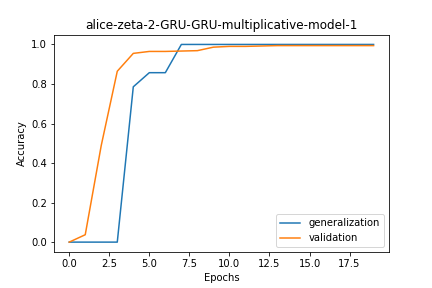 alice-zeta-2-GRU-GRU-multiplicative-model-1
1.0
0.8
0.6
0.4
0.2
0.0
Accuracy
0.0 2.5 5.0 7.5 10.0 12.5 15.0 17.5
Epochs
generalization
validation